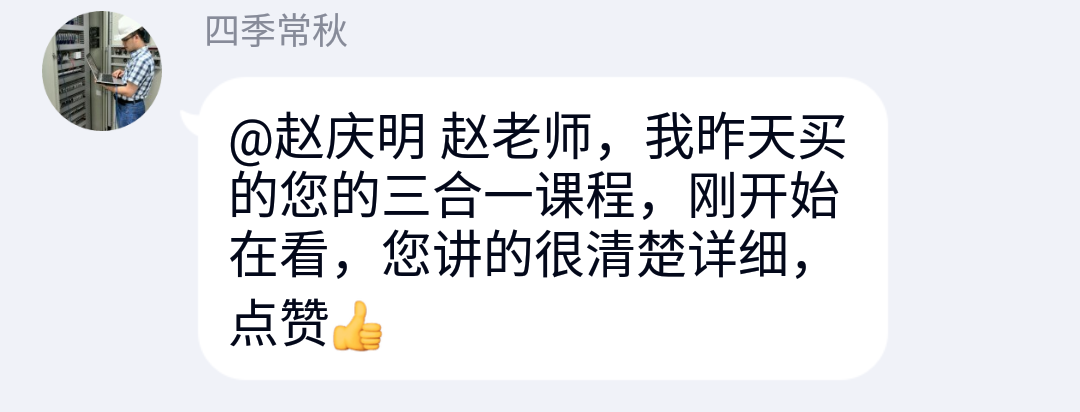 四季常秋
@赵庆明 赵老师，我昨天买
的您的三合一课程，刚开始
在看，您讲的很清楚详细，
点赞👍